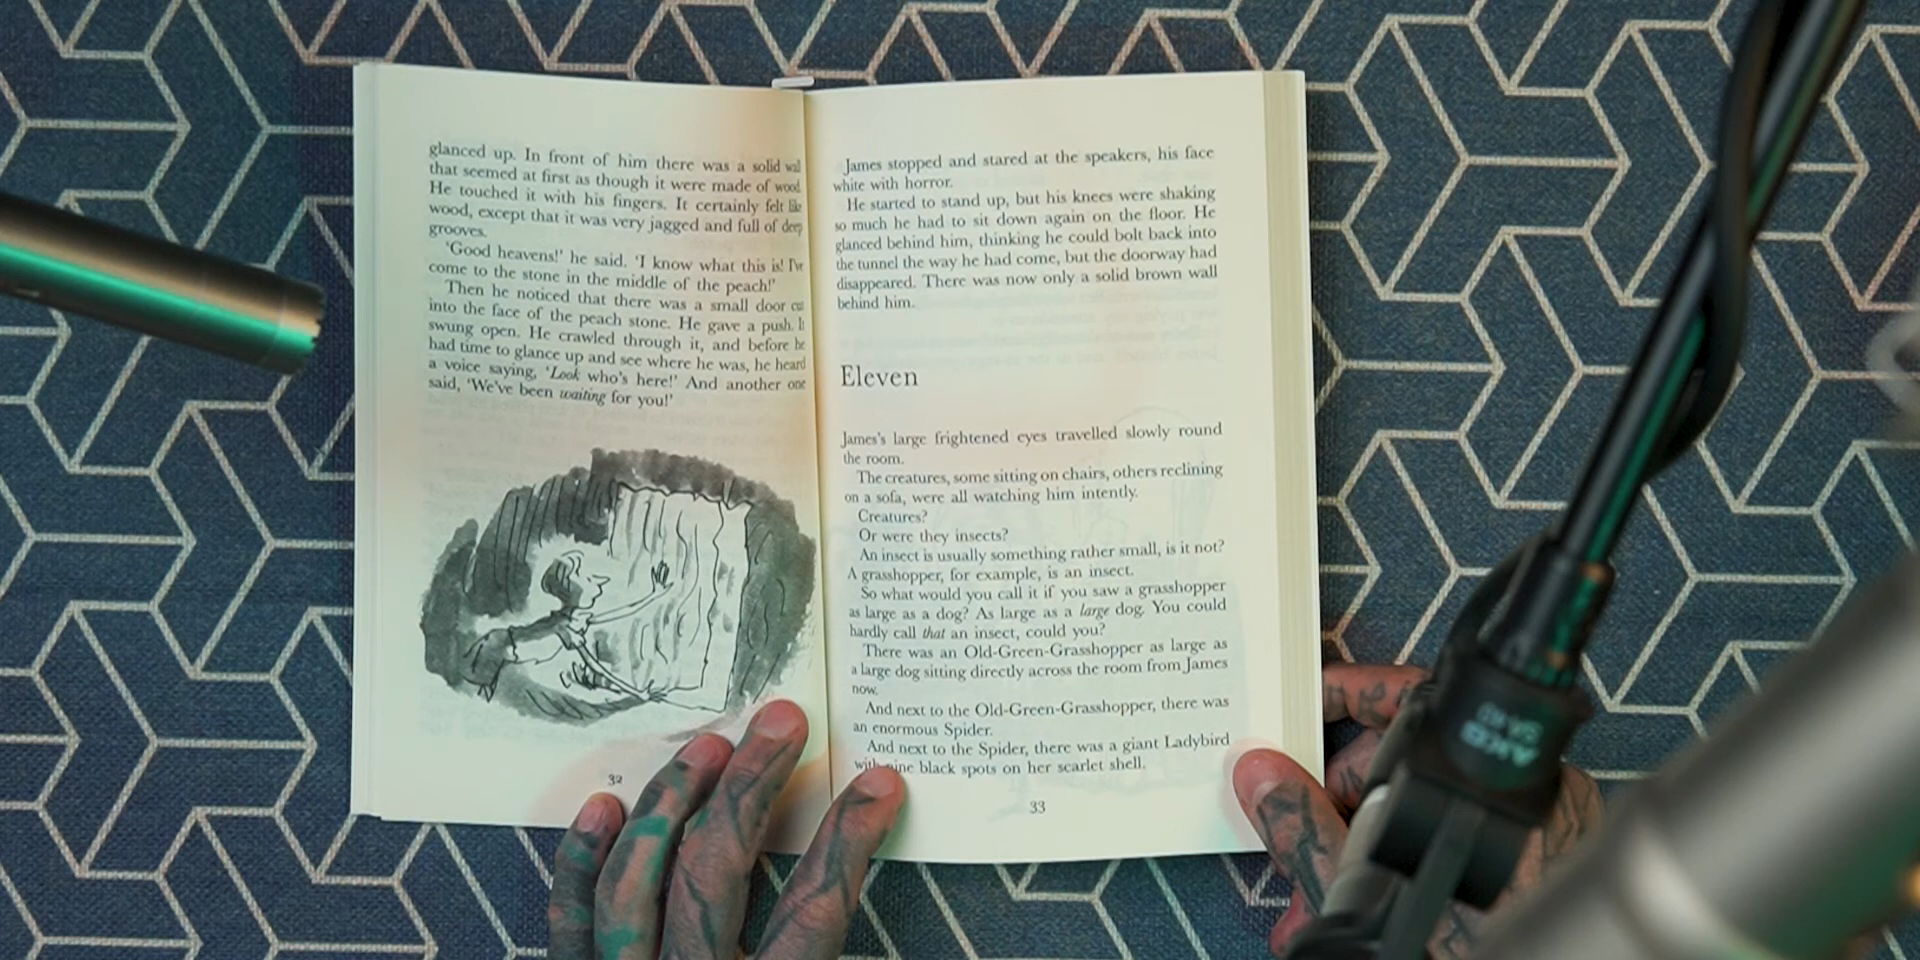 glanced up. In front of him there was a solid wall
that seemed at first as though it were made of wood.
He touched it with his fingers. It certainly felt like
wood, except that it was very jagged and full of deep
grooves.
'Good heavens!' he said. 'I know what this is! I've
come to the stone in the middle of the peach!'
Then he noticed that there was a small door cut
into the face of the peach stone. He gave a push. It
swung open. He crawled through it, and before he
had time to glance up and see where he was, he heard
a voice saying, 'Look who's here!' And another one
said, 'We've been waiting for you!'
32
James stopped and stared at the speakers, his face
white with horror.
He started to stand up, but his knees were shaking
so much he had to sit down again on the floor. He
glanced behind him, thinking he could bolt back into
the tunnel the way he had come, but the doorway had
disappeared. There was now only a solid brown wall
behind him.
Eleven
James's large frightened eyes travelled slowly round
the room.
The creatures, some sitting on chairs, others reclining
on a sofa, were all watching him intently.
Creatures?
Or were they insects?
An insect is usually something rather small, is it not?
A grasshopper, for example, is an insect.
So what would you call it if you saw a grasshopper
as large as a dog? As large as a large dog. You could
hardly call that an insect, could you?
There was an Old-Green-Grasshopper as large as
a large dog sitting directly across the room from James
now.
And next to the Old-Green-Grasshopper, there was
an enormous Spider.
And next to the Spider, there was a giant Ladybird
with nine black spots on her scarlet shell.
33
AKG